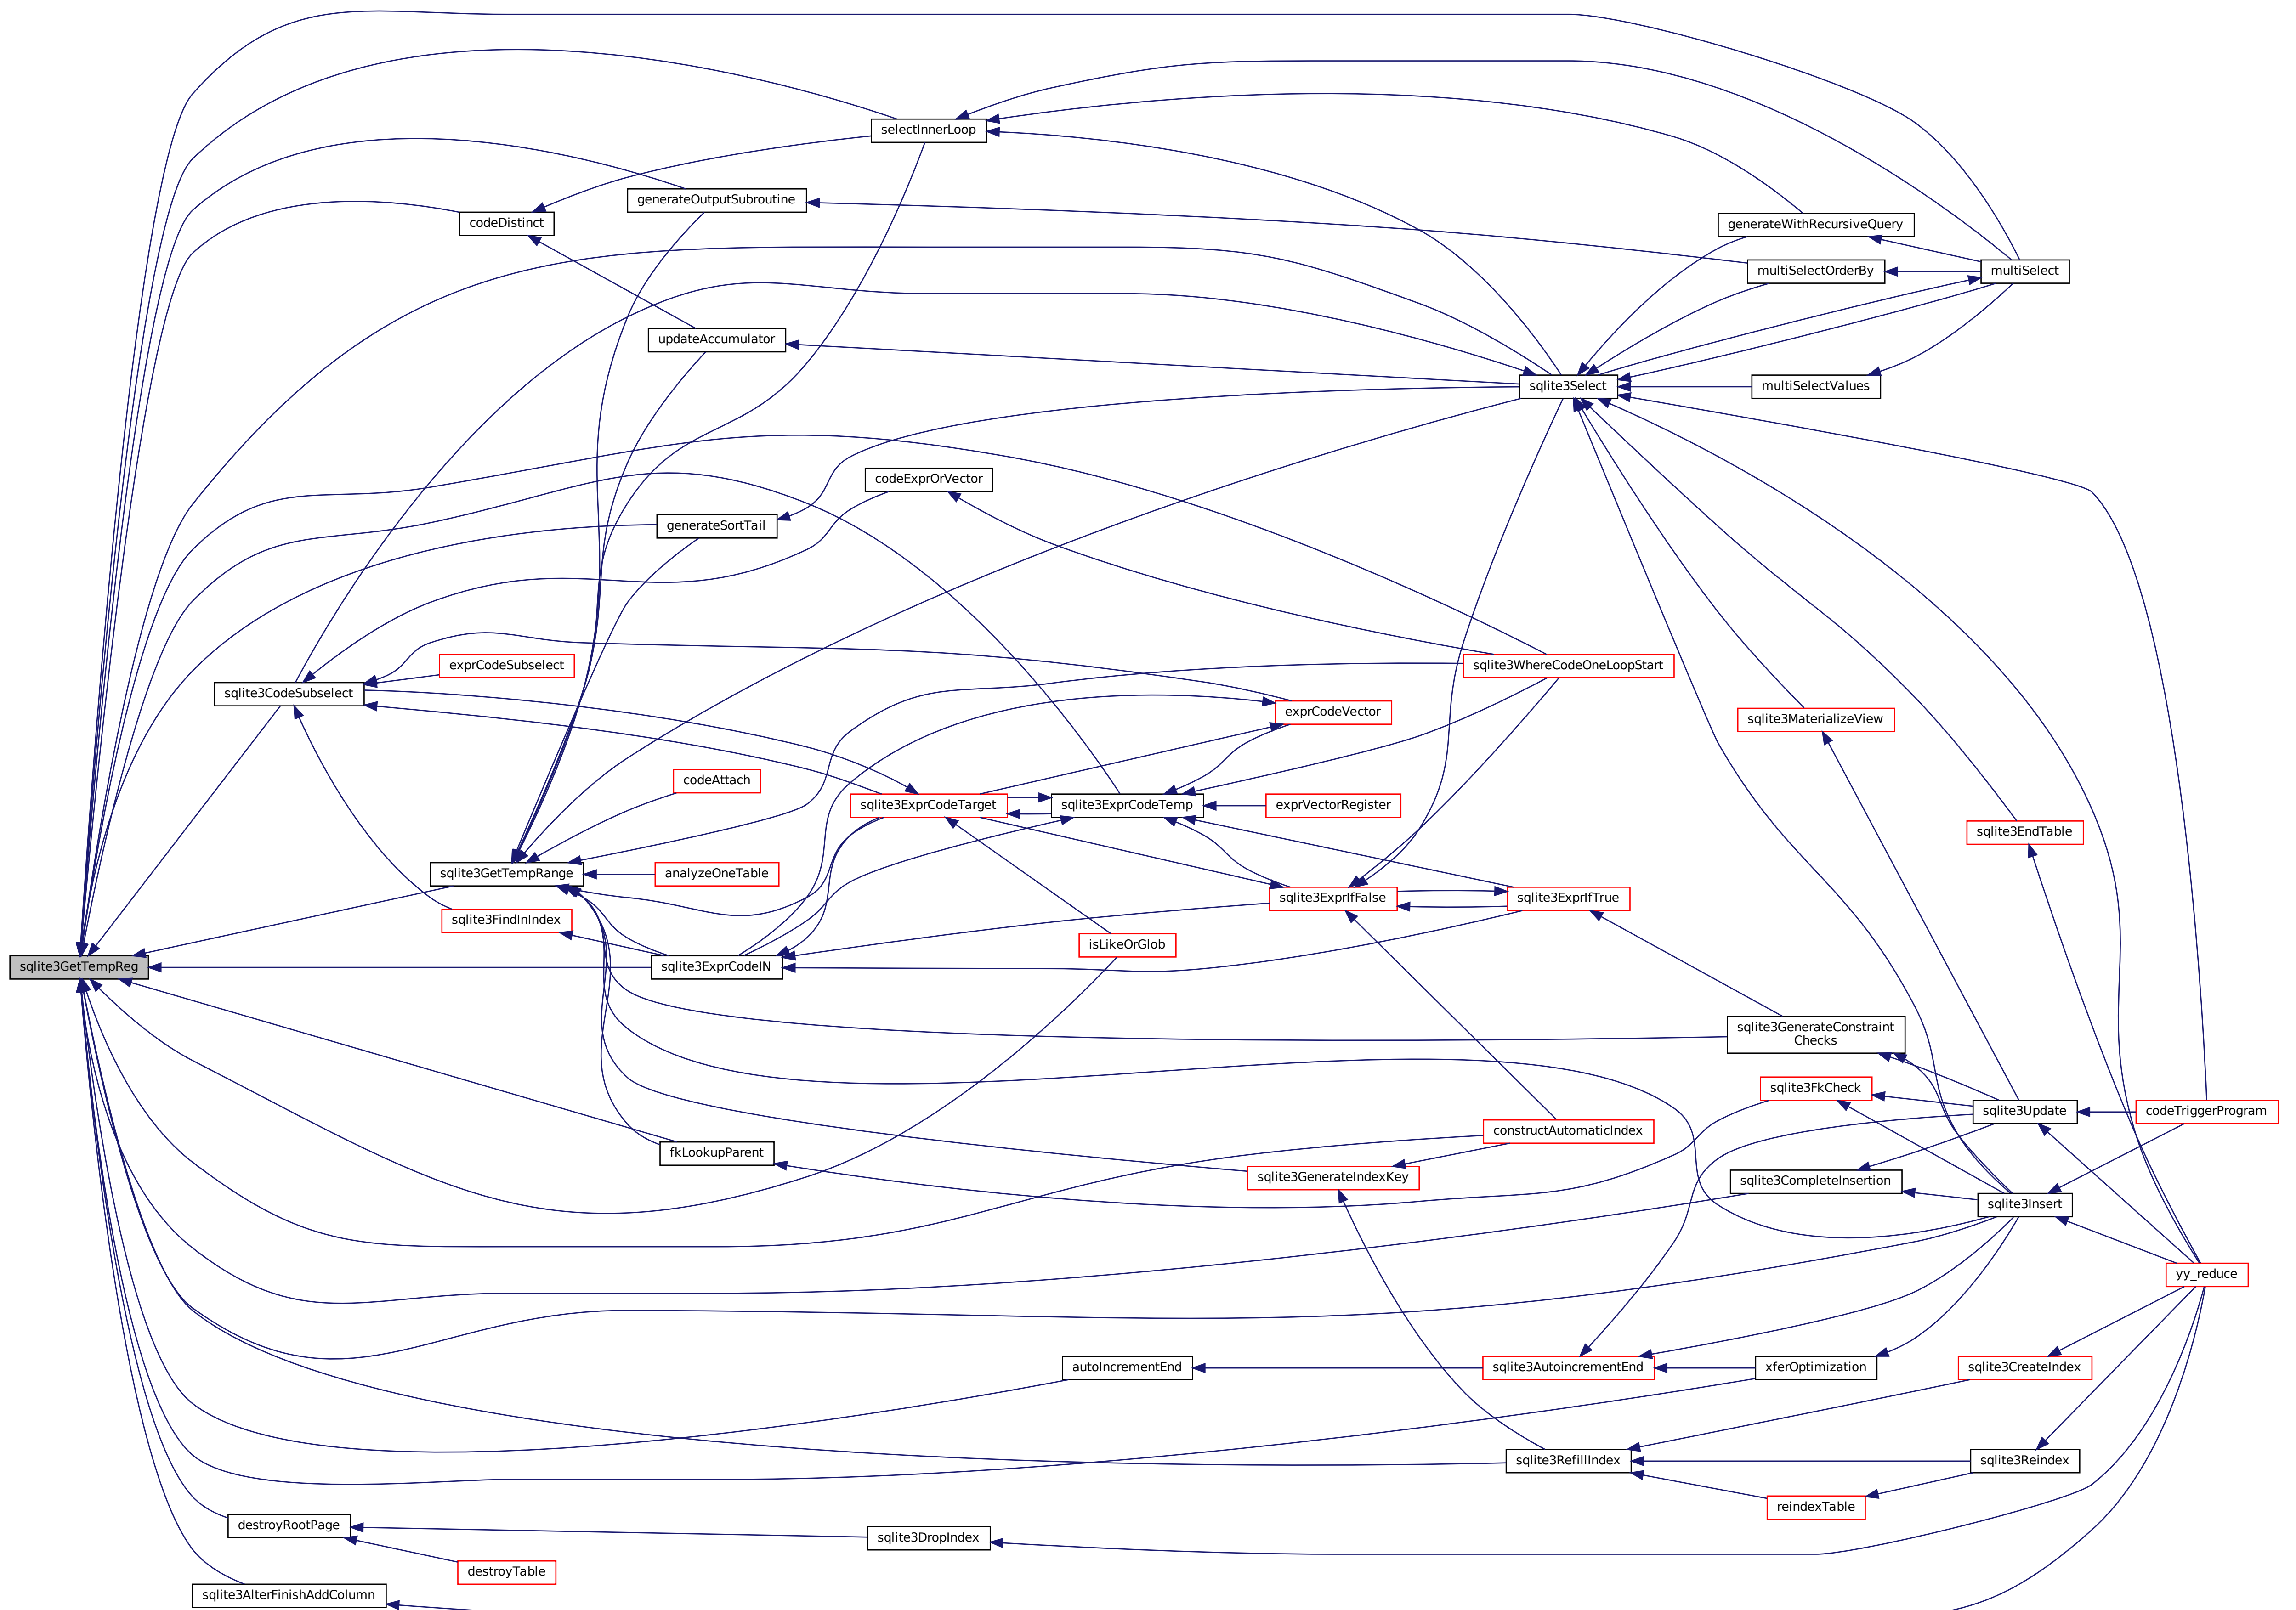 selectInnerLoop
generateOutputSubroutine
codeDistinct
generateWithRecursiveQuery
multiSelectOrderBy
multiSelect
updateAccumulator
sqlite3Select
multiSelectValues
codeExprOrVector
generateSortTail
exprCodeSubselect
sqlite3WhereCodeOneLoopStart
sqlite3CodeSubselect
exprCodeVector
sqlite3MaterializeView
codeAttach
sqlite3ExprCodeTarget
sqlite3ExprCodeTemp
exprVectorRegister
sqlite3EndTable
sqlite3GetTempRange
analyzeOneTable
sqlite3ExprIfFalse
sqlite3ExprIfTrue
sqlite3FindInIndex
isLikeOrGlob
sqlite3GetTempReg
sqlite3ExprCodeIN
sqlite3GenerateConstraint
Checks
sqlite3FkCheck
sqlite3Update
codeTriggerProgram
constructAutomaticIndex
fkLookupParent
sqlite3GenerateIndexKey
sqlite3CompleteInsertion
sqlite3Insert
yy_reduce
autoIncrementEnd
sqlite3AutoincrementEnd
xferOptimization
sqlite3CreateIndex
sqlite3RefillIndex
sqlite3Reindex
reindexTable
destroyRootPage
sqlite3DropIndex
destroyTable
sqlite3AlterFinishAddColumn